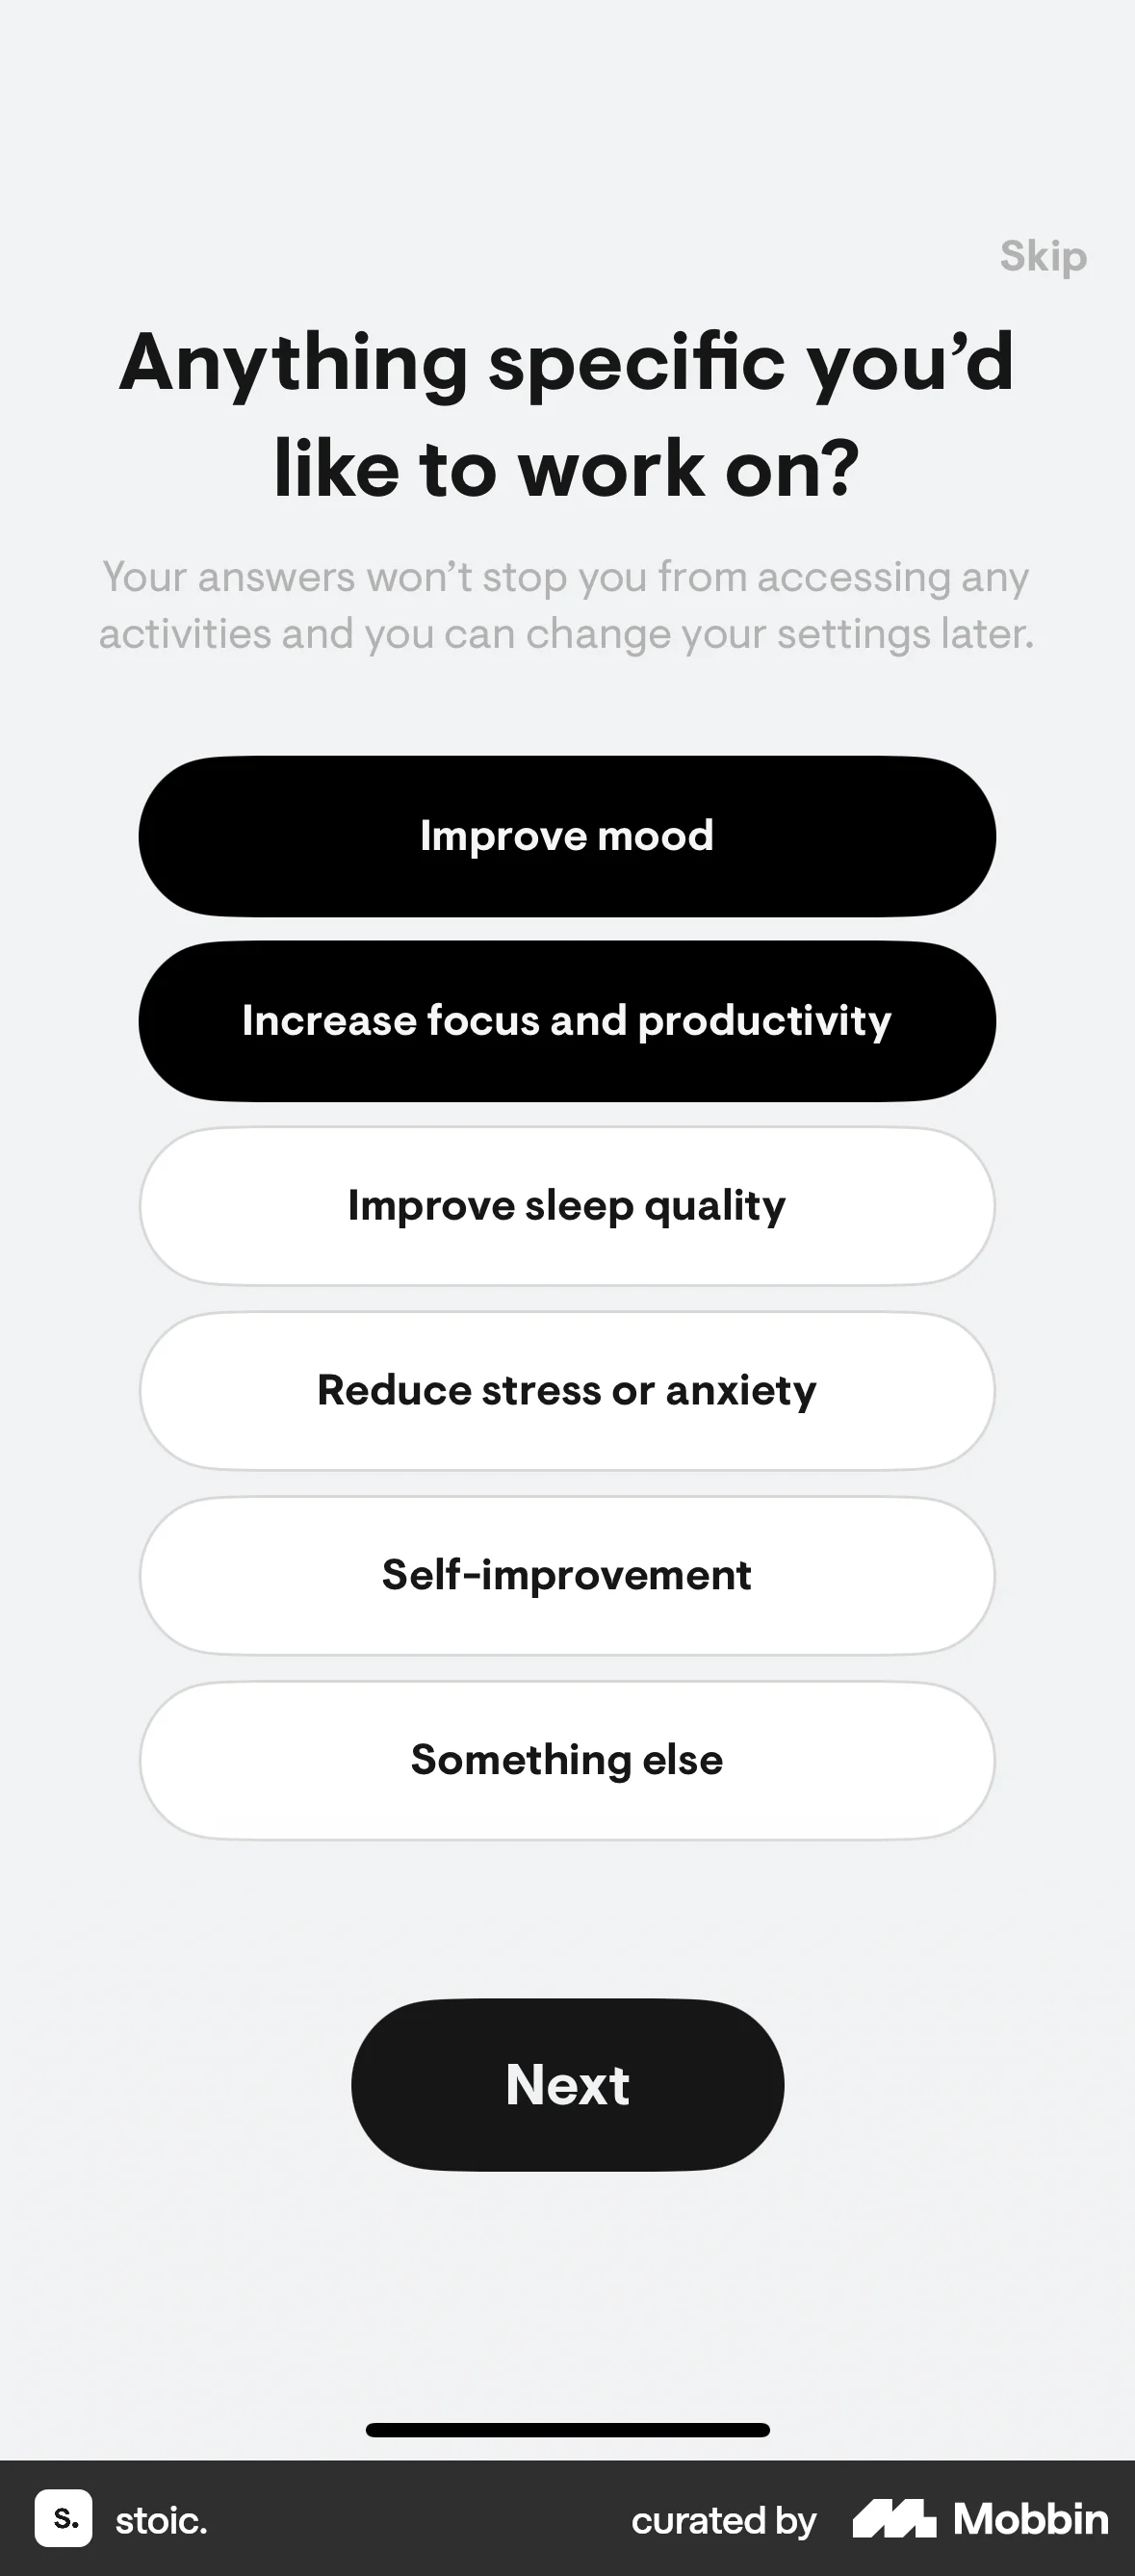 Skip
Anything specific you’d
like to work on?
Your answers won’t stop you from accessing any
activities and you can change your settings later.
Improve mood
Increase focus and productivity
Improve sleep quality
Reduce stress or anxiety
Self-improvement
Something else
Next
S. stoic. curated by Mobbin